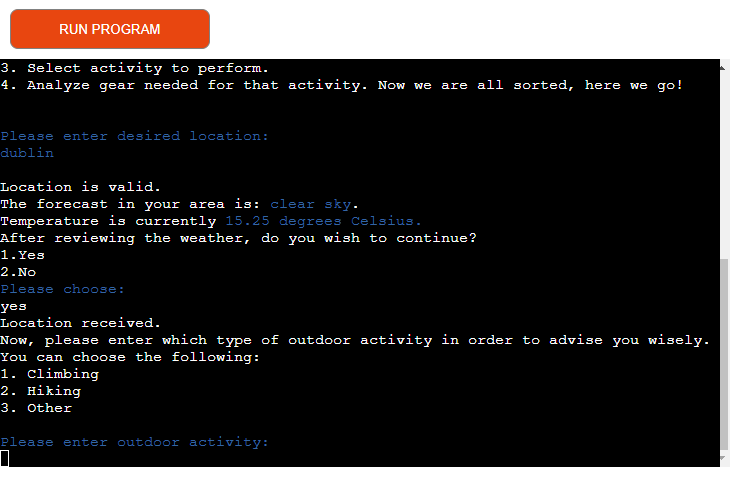 RUN PROGRAM
3. Select activity to perform.
4. Analyze gear needed for that activity. Now we are all sorted, here we go!
Please enter desired location:
dublin
Location is valid.
The forecast in your area is: clear sky.
Temperature is currently 15.25 degrees Celsius.
After reviewing the weather, do you wish to continue?
1.Yes
2.No
Please choose:
yes
Location received.
Now, please enter which type of outdoor activity in order to advise you wisely.
You can choose the following:
1. Climbing
2. Hiking
3. Other
Please enter outdoor activity: